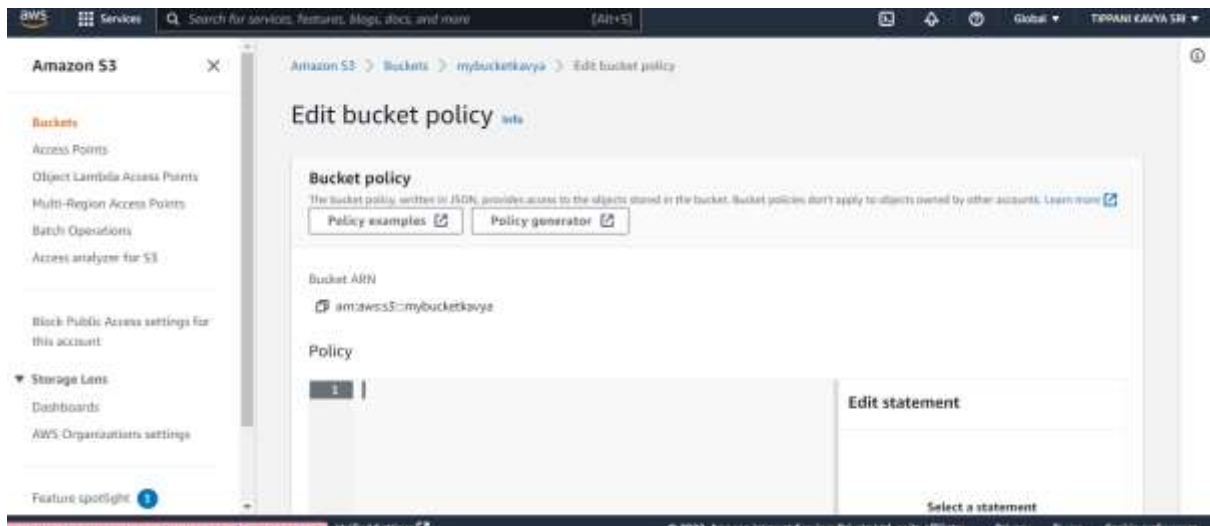 aws Services Search for services, features, blogs, docs, and more [Alt+S] Global TIPPANI KAVYA SRI
Amazon S3
Buckets
Access Points
Object Lambda Access Points
Multi-Region Access Points
Batch Operations
Access analyzer for S3
Block Public Access settings for
this account
Storage Lens
Dashboards
AWS Organizations settings
Feature spotlight 1
Amazon S3 > Buckets > mybucketkavya > Edit bucket policy
Edit bucket policy Info
Bucket policy
The bucket policy, written in JSON, provides access to the objects stored in the bucket. Bucket policies don't apply to objects owned by other accounts. Learn more
Policy examples Policy generator
Bucket ARN
arn:aws:s3:::mybucketkavya
Policy
1
Edit statement
Select a statement